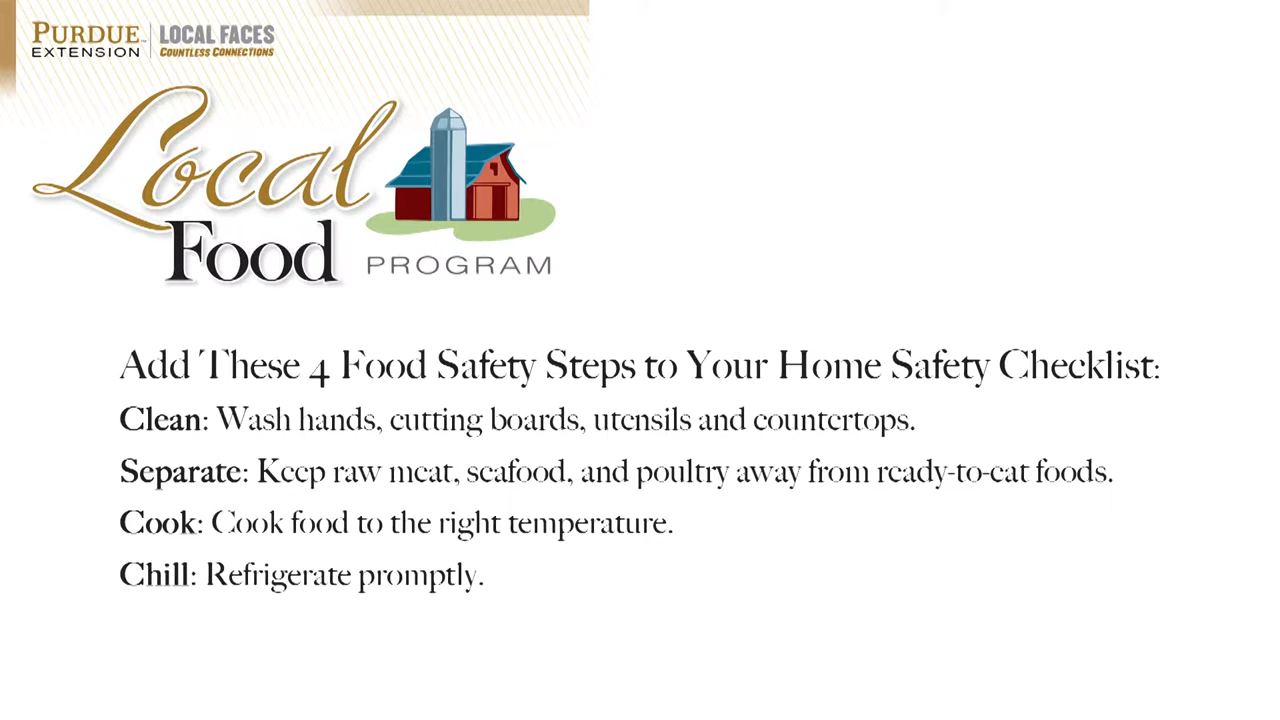 PURDUE™ LOCAL FACES
EXTENSION COUNTLESS CONNECTIONS
Local
Food PROGRAM
Add These 4 Food Safety Steps to Your Home Safety Checklist:
Clean: Wash hands, cutting boards, utensils and countertops.
Separate: Keep raw meat, seafood, and poultry away from ready-to-eat foods.
Cook: Cook food to the right temperature.
Chill: Refrigerate promptly.